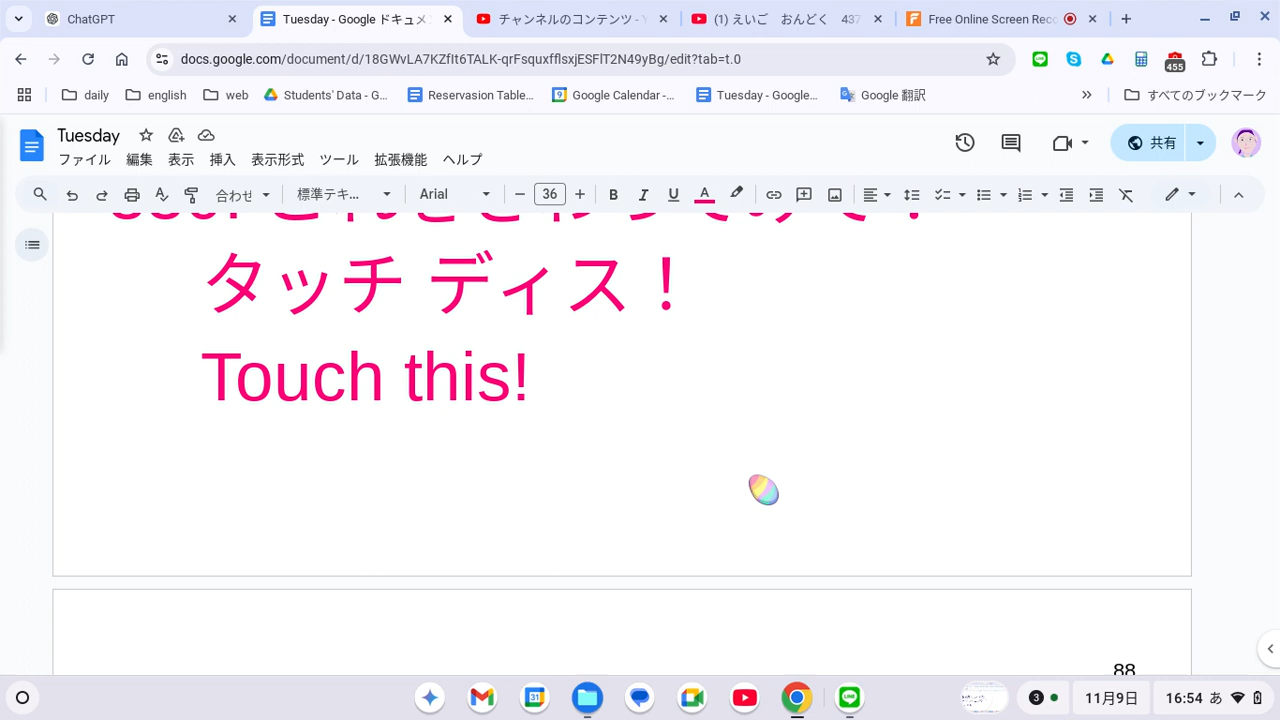 ChatGPT
Tuesday - Google ドキュメン
チャンネルのコンテンツ - Y
(1) えいご おんどく 437
Free Online Screen Reco
docs.google.com/document/d/
/edit?tab=t.0
455
daily
english
web
Students' Data - G...
Reservasion Table...
Google Calendar -...
Tuesday - Google...
Google 翻訳
»
すべてのブックマーク
Tuesday
共有
ファイル 編集 表示 挿入 表示形式 ツール 拡張機能 ヘルプ
合わせ
標準テキ...
Arial
36
B I U A
タッチ ディス！
Touch this!
88
31
3
11月9日
16:54 あ